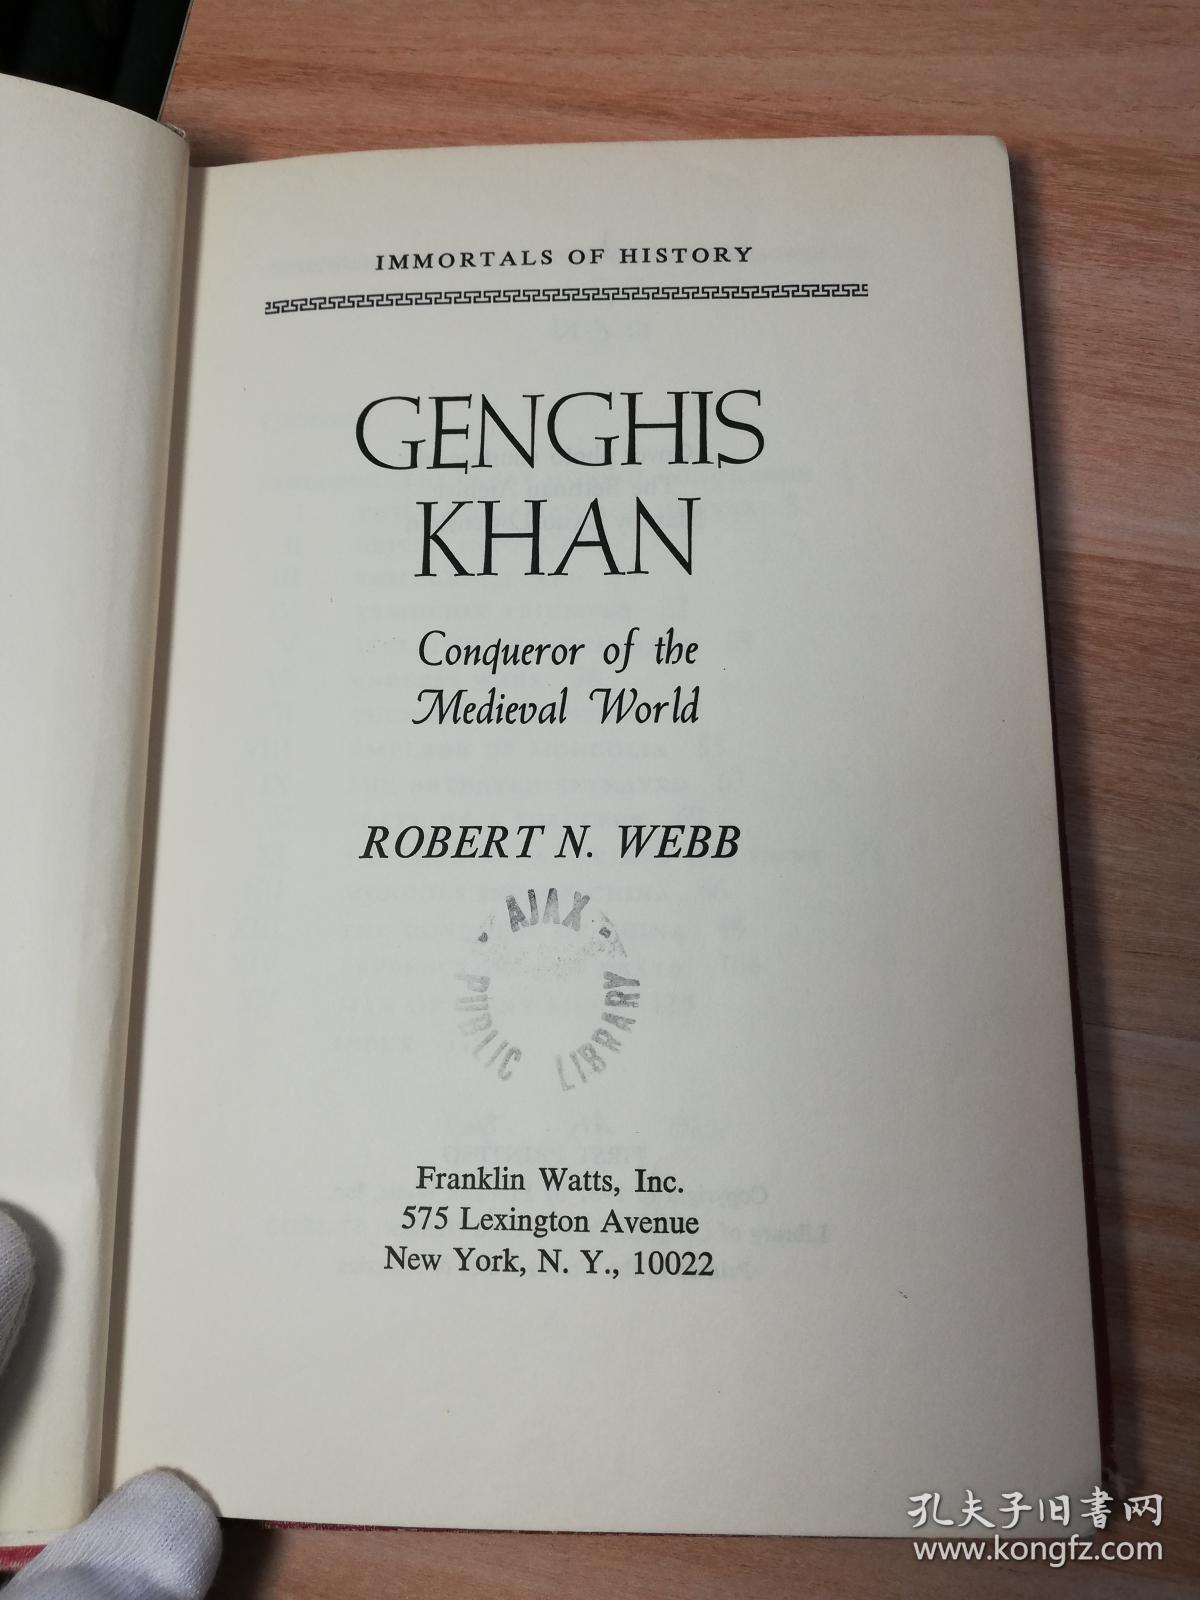 IMMORTALS OF HISTORY
GENGHIS
KHAN
Conqueror of the
Medieval World
ROBERT N. WEBB
AJAX
PUBLIC LIBRARY
Franklin Watts, Inc.
575 Lexington Avenue
New York, N. Y., 10022
孔夫子旧书网
www.kongfz.com